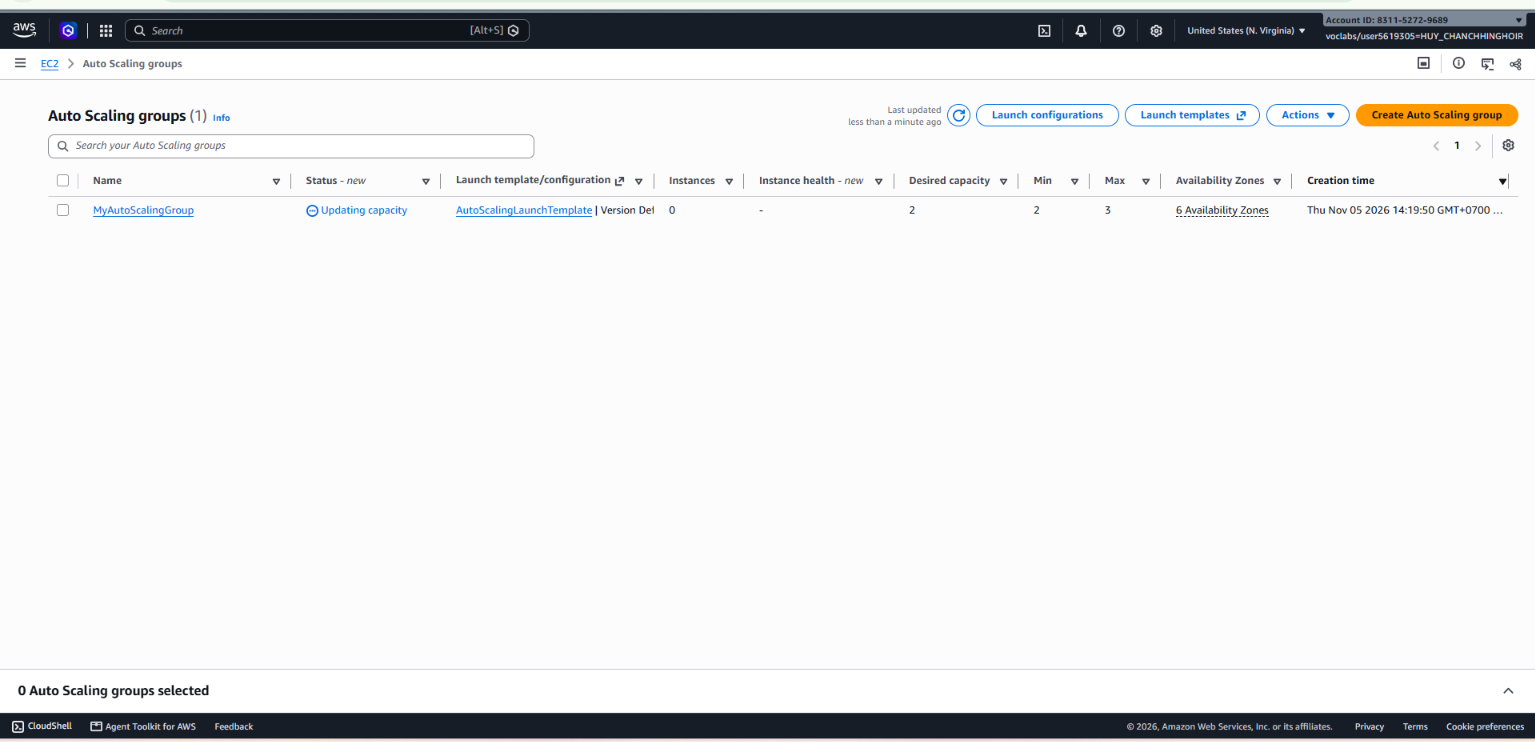 aws
Search [Alt+S] United States (N. Virginia) Account ID: 8311-5272-9689
voclabs/user5619305=HUY_CHANCHHINGHOIR
EC2 Auto Scaling groups
Auto Scaling groups (1) Info Last updated
less than a minute ago Launch configurations Launch templates Actions Create Auto Scaling group
Search your Auto Scaling groups 1
Name Status - new Launch template/configuration Instances Instance health - new Desired capacity Min Max Availability Zones Creation time
MyAutoScalingGroup Updating capacity AutoScalingLaunchTemplate | Version Def 0 - 2 2 3 6 Availability Zones Thu Nov 05 2026 14:19:50 GMT+0700 ...
0 Auto Scaling groups selected
CloudShell Agent Toolkit for AWS Feedback © 2026, Amazon Web Services, Inc. or its affiliates. Privacy Terms Cookie preferences